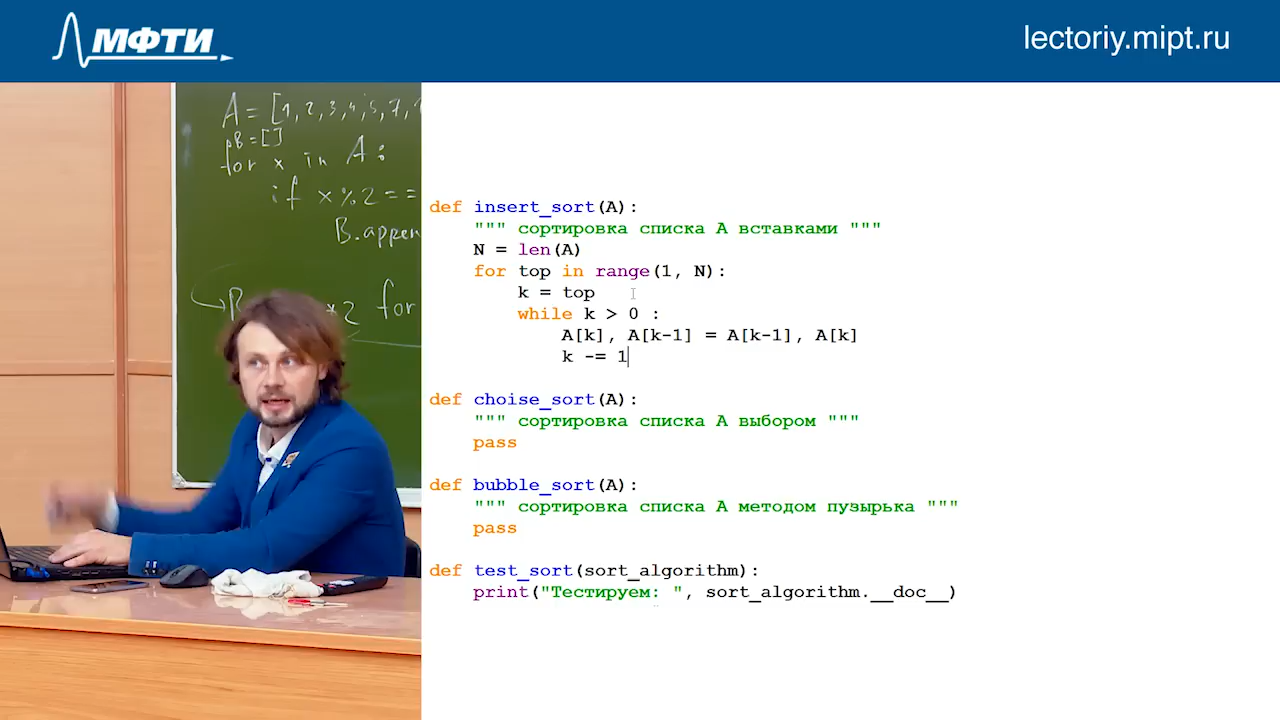 МФТИ
lectoriy.mipt.ru
A = [1, 2, 3, 4, 5, 7,
B = []
for x in A:
if x%2==
B.appen
B
*2 for
def insert_sort(A):
""" сортировка списка A вставками """
N = len(A)
for top in range(1, N):
k = top
while k > 0 :
A[k], A[k-1] = A[k-1], A[k]
k -= 1
def choise_sort(A):
""" сортировка списка A выбором """
pass
def bubble_sort(A):
""" сортировка списка A методом пузырька """
pass
def test_sort(sort_algorithm):
print("Тестируем: ", sort_algorithm.__doc__)